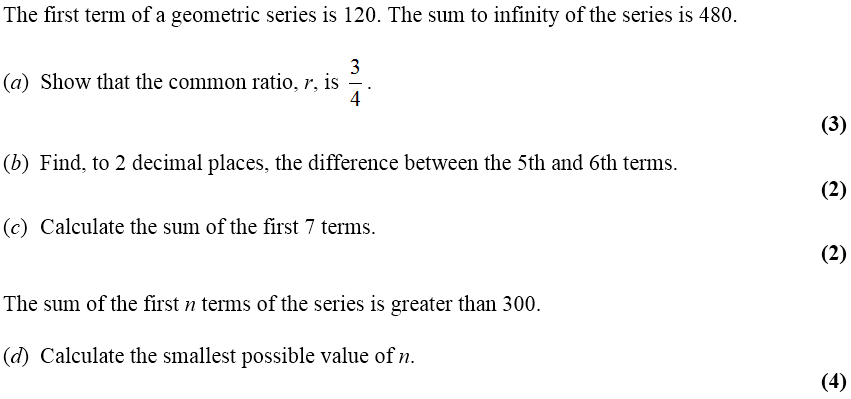 The first term of a geometric series is 120. The sum to infinity of the series is 480.
(a) Show that the common ratio, r, is 3/4.
(3)
(b) Find, to 2 decimal places, the difference between the 5th and 6th terms.
(2)
(c) Calculate the sum of the first 7 terms.
(2)
The sum of the first n terms of the series is greater than 300.
(d) Calculate the smallest possible value of n.
(4)